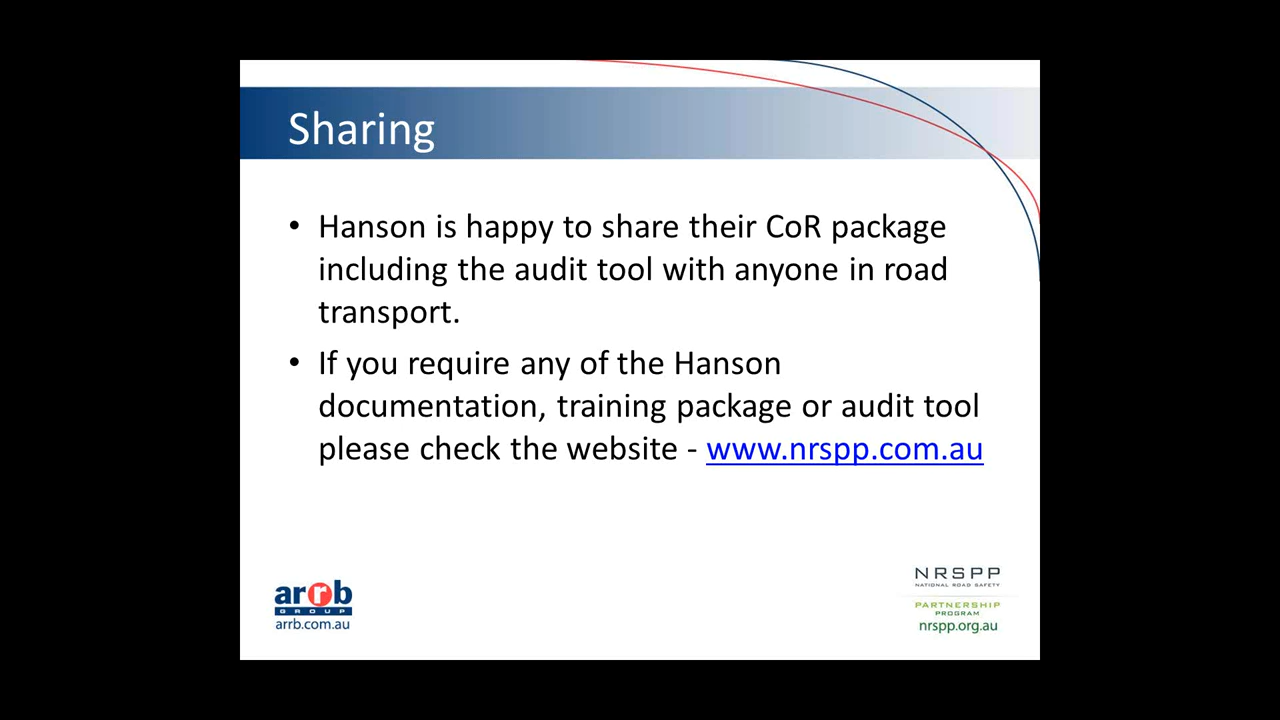 Sharing
• Hanson is happy to share their CoR package
including the audit tool with anyone in road
transport.
• If you require any of the Hanson
documentation, training package or audit tool
please check the website - www.nrspp.com.au
arrb
GROUP
arrb.com.au
NRSPP
NATIONAL ROAD SAFETY
PARTNERSHIP
PROGRAM
nrspp.org.au